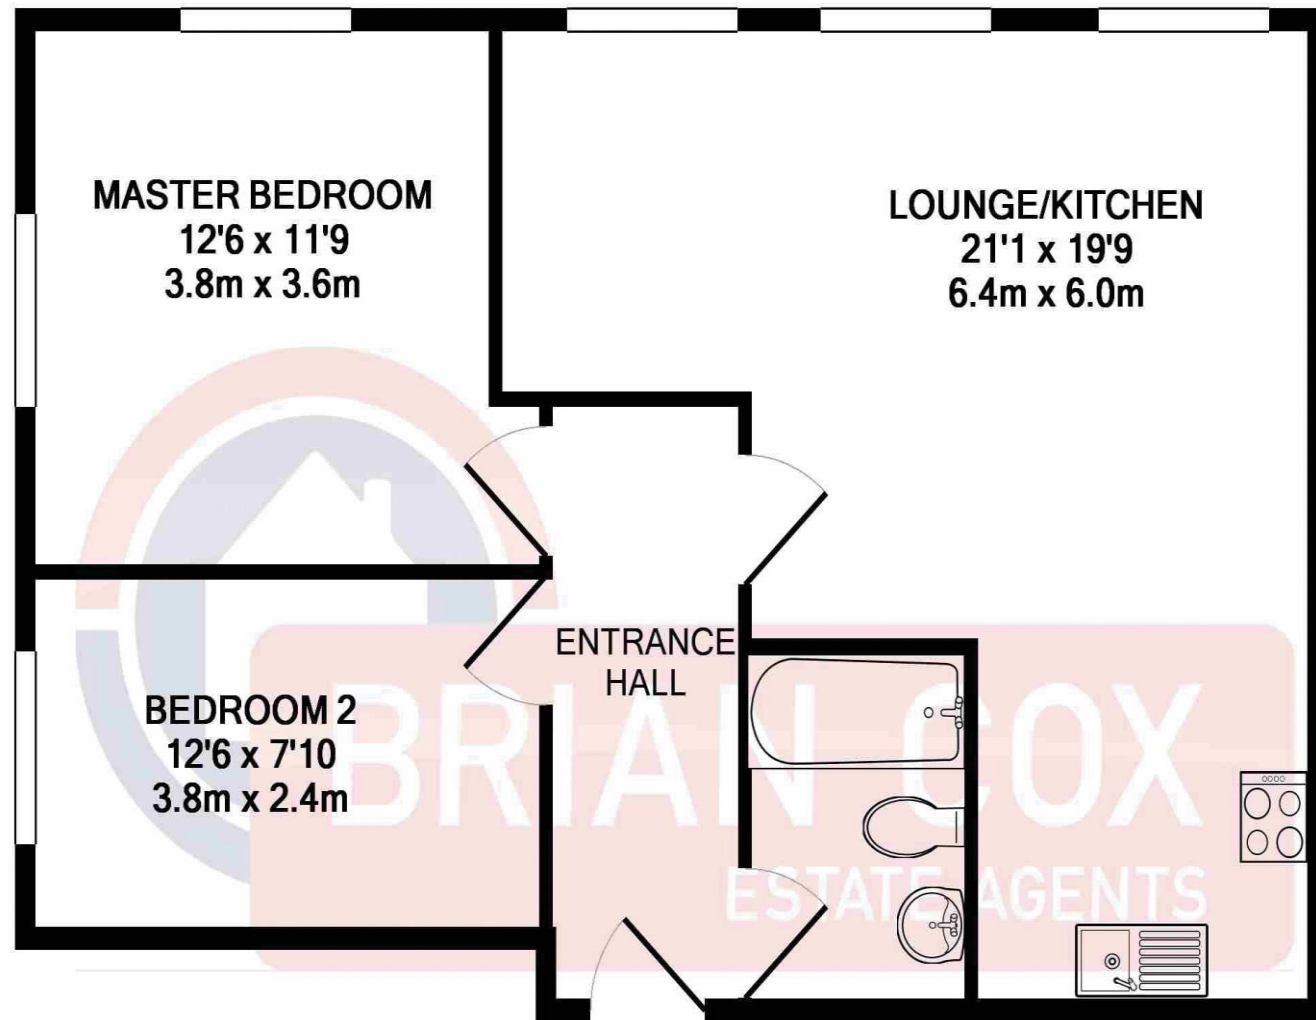 MASTER BEDROOM
12'6 x 11'9
3.8m x 3.6m
LOUNGE/KITCHEN
21'1 x 19'9
6.4m x 6.0m
ENTRANCE
HALL
BEDROOM 2
12'6 x 7'10
3.8m x 2.4m
BRIAN COX
ESTATE AGENTS